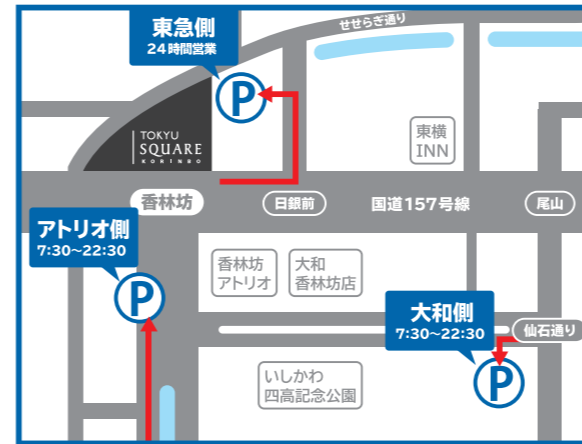 東急側
24時間営業
P
せせらぎ通り
TOKYU
SQUARE
KORINBO
東横
INN
香林坊
日銀前
国道157号線
尾山
アトリオ側
7:30～22:30
P
香林坊
アトリオ
大和
香林坊店
大和側
7:30～22:30
P
仙石通り
いしかわ
四高記念公園